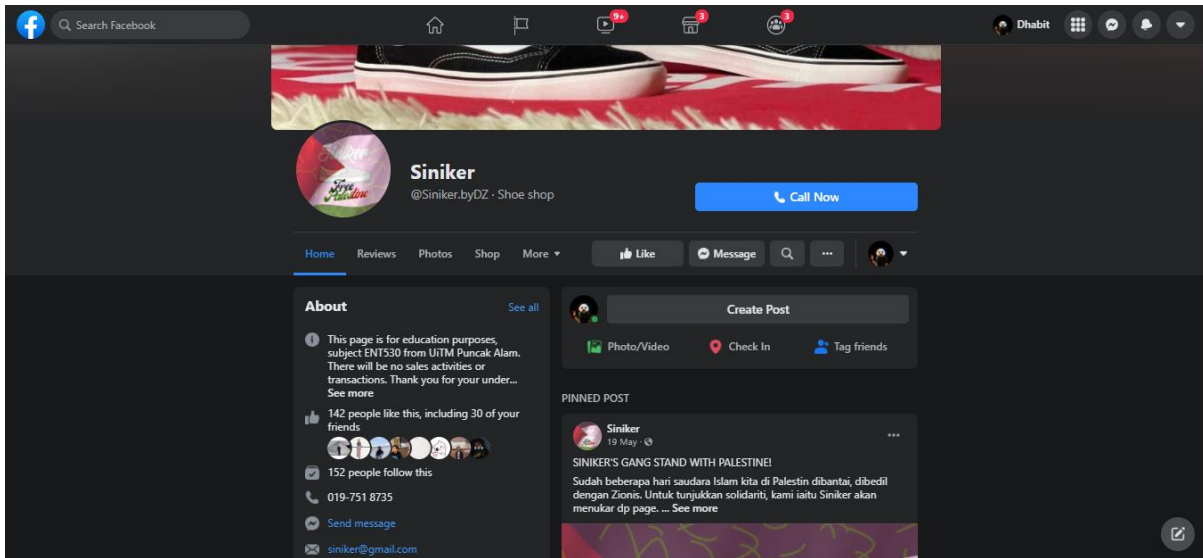 Search Facebook
9+
3
3
Dhabit
Free
Palestine
Siniker
@Siniker.byDZ · Shoe shop
Call Now
Home
Reviews
Photos
Shop
More
Like
Message
About
See all
This page is for education purposes,
subject ENT530 from UiTM Puncak Alam.
There will be no sales activities or
transactions. Thank you for your under...
See more
142 people like this, including 30 of your
friends
152 people follow this
019-751 8735
Send message
siniker@gmail.com
Create Post
Photo/Video
Check In
Tag friends
PINNED POST
Siniker
19 May ·
SINIKER'S GANG STAND WITH PALESTINE!
Sudah beberapa hari saudara Islam kita di Palestin dibantai, dibedil
dengan Zionis. Untuk tunjukkan solidariti, kami iaitu Siniker akan
menukar dp page. ... See more